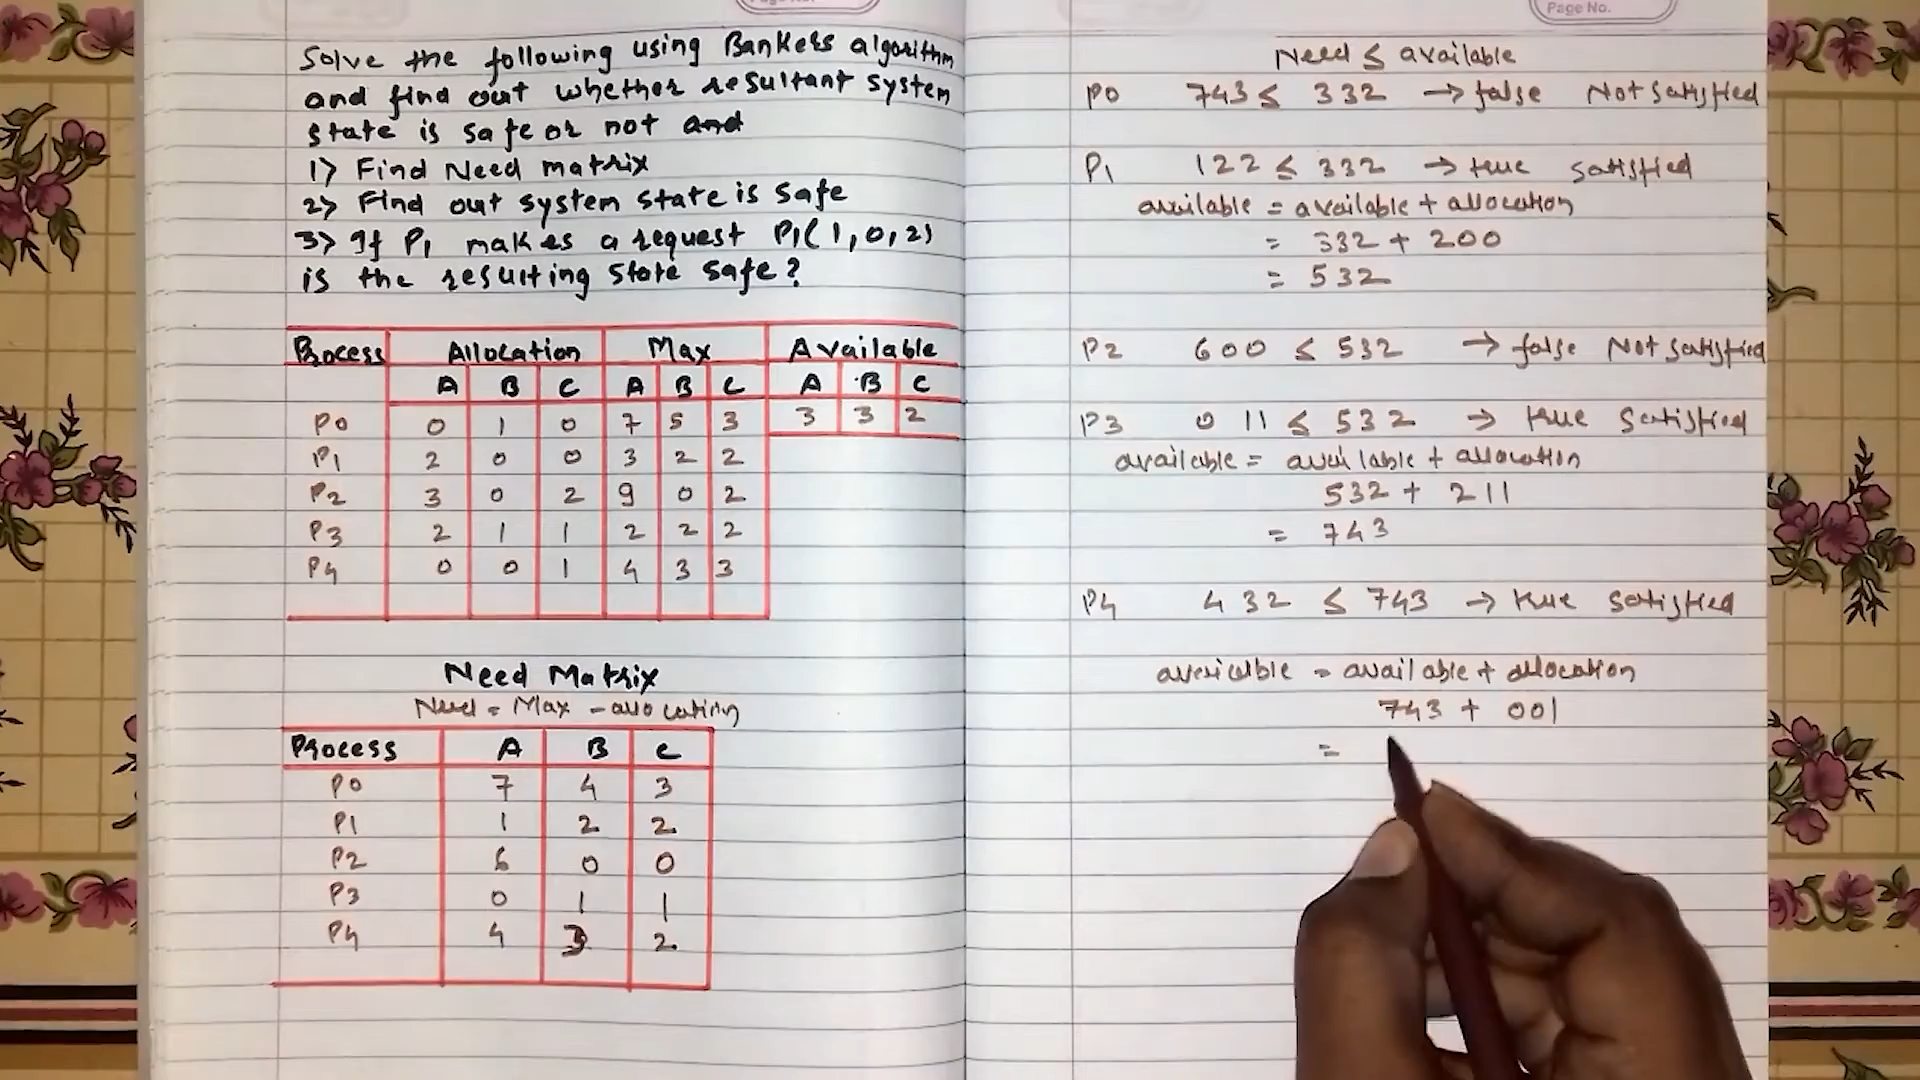 Page No.
Solve the following using Bankers algorithm
and find out whether resultant system
state is safe or not and
1) Find Need matrix
2) Find out system state is safe
3) If P1 makes a request P1(1,0,2)
is the resulting state safe?
Process Allocation Max Available
A B C A B C A B C
P0 0 1 0 7 5 3 3 3 2
P1 2 0 0 3 2 2
P2 3 0 2 9 0 2
P3 2 1 1 2 2 2
P4 0 0 1 4 3 3
Need Matrix
Need = Max - allocation
Process A B C
P0 7 4 3
P1 1 2 2
P2 6 0 0
P3 0 1 1
P4 4 3 2
Page No.
Need ≤ available
P0 743 ≤ 332 → false Not satisfied
P1 122 ≤ 332 → true satisfied
available = available + allocation
= 332 + 200
= 532
P2 600 ≤ 532 → false Not satisfied
P3 011 ≤ 532 → true satisfied
available = available + allocation
532 + 211
= 743
P4 432 ≤ 743 → true satisfied
available = available + allocation
743 + 001
=